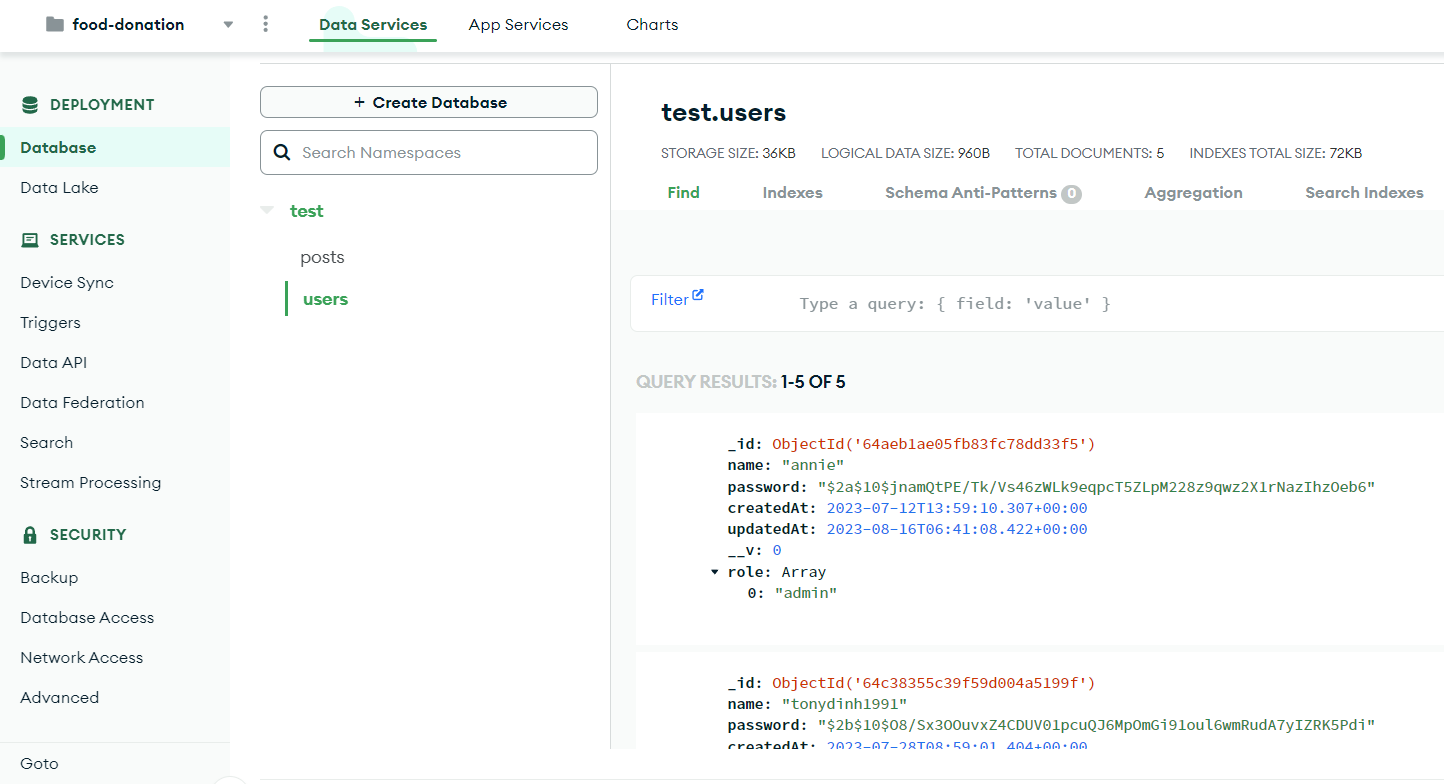 food-donation
Data Services
App Services
Charts
DEPLOYMENT
Database
Data Lake
SERVICES
Device Sync
Triggers
Data API
Data Federation
Search
Stream Processing
SECURITY
Backup
Database Access
Network Access
Advanced
Goto
+ Create Database
Search Namespaces
test
posts
users
test.users
STORAGE SIZE: 36KB LOGICAL DATA SIZE: 960B TOTAL DOCUMENTS: 5 INDEXES TOTAL SIZE: 72KB
Find Indexes Schema Anti-Patterns 0 Aggregation Search Indexes
Filter Type a query: { field: 'value' }
QUERY RESULTS: 1-5 OF 5
_id: ObjectId('64aeb1ae05fb83fc78dd33f5')
name: "annie"
password: "$2a$10$jnamQtPE/Tk/Vs46zWLk9eqpcT5ZLpM228z9qwz2X1rNazIhzOeb6"
createdAt: 2023-07-12T13:59:10.307+00:00
updatedAt: 2023-08-16T06:41:08.422+00:00
__v: 0
role: Array
0: "admin"
_id: ObjectId('64c38355c39f59d004a5199f')
name: "tonydinh1991"
password: "$2b$10$O8/Sx3OOuvxZ4CDUV01pcuQJ6MpOmGi91oul6wmRudA7yIZRK5Pdi"
createdAt: 2023-07-28T08:59:01.404+00:00